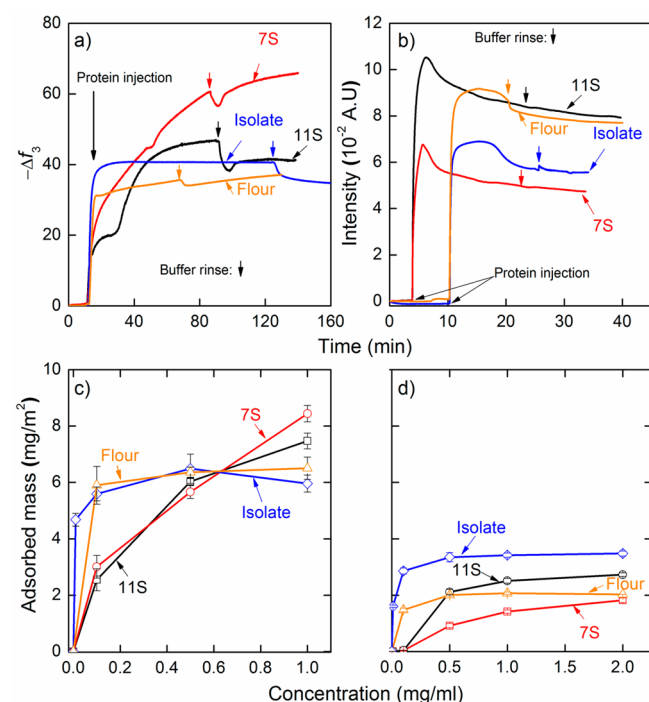 a)
7S
Protein injection
Isolate
11S
Flour
Buffer rinse:
−Δf3
80
60
40
20
0
0 40 80 120 160
b)
Buffer rinse:
11S
Flour
Isolate
7S
Protein injection
Intensity (10-2 A.U)
12
10
8
6
4
2
0
0 10 20 30 40
Time (min)
c)
7S
Flour
Isolate
11S
Adsorbed mass (mg/m2)
10
8
6
4
2
0
0.0 0.2 0.4 0.6 0.8 1.0
d)
Isolate
11S
Flour
7S
0.0 0.5 1.0 1.5 2.0
Concentration (mg/ml)